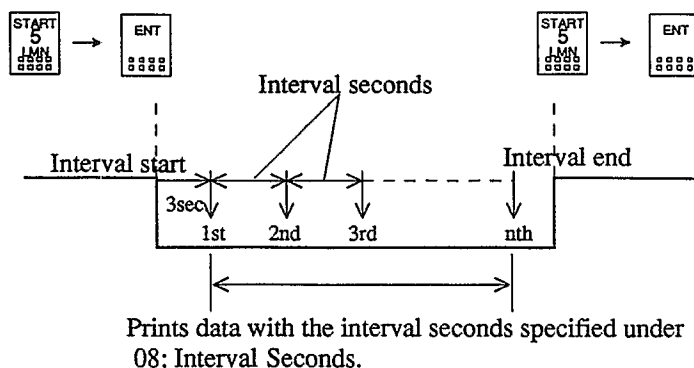 START
5
LMN
ENT
START
5
LMN
ENT
Interval seconds
Interval start
Interval end
3sec
1st
2nd
3rd
nth
Prints data with the interval seconds specified under
08: Interval Seconds.